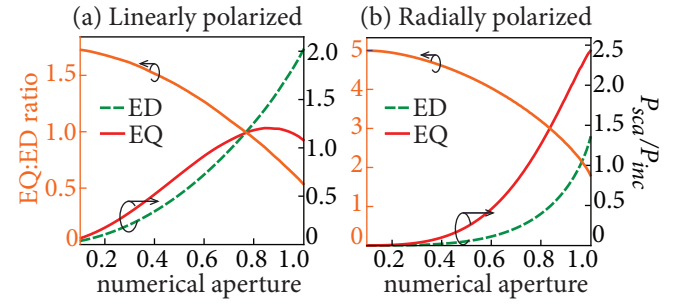 (a) Linearly polarized
(b) Radially polarized
EQ:ED ratio
1.5
1.0
0.5
0
ED
EQ
2.0
1.5
1.0
0.5
0
0.2 0.4 0.6 0.8 1.0
numerical aperture
5
4
3
2
1
0
ED
EQ
2.5
2.0
1.5
1.0
0.5
0
P_sca/P_inc
0.2 0.4 0.6 0.8 1.0
numerical aperture